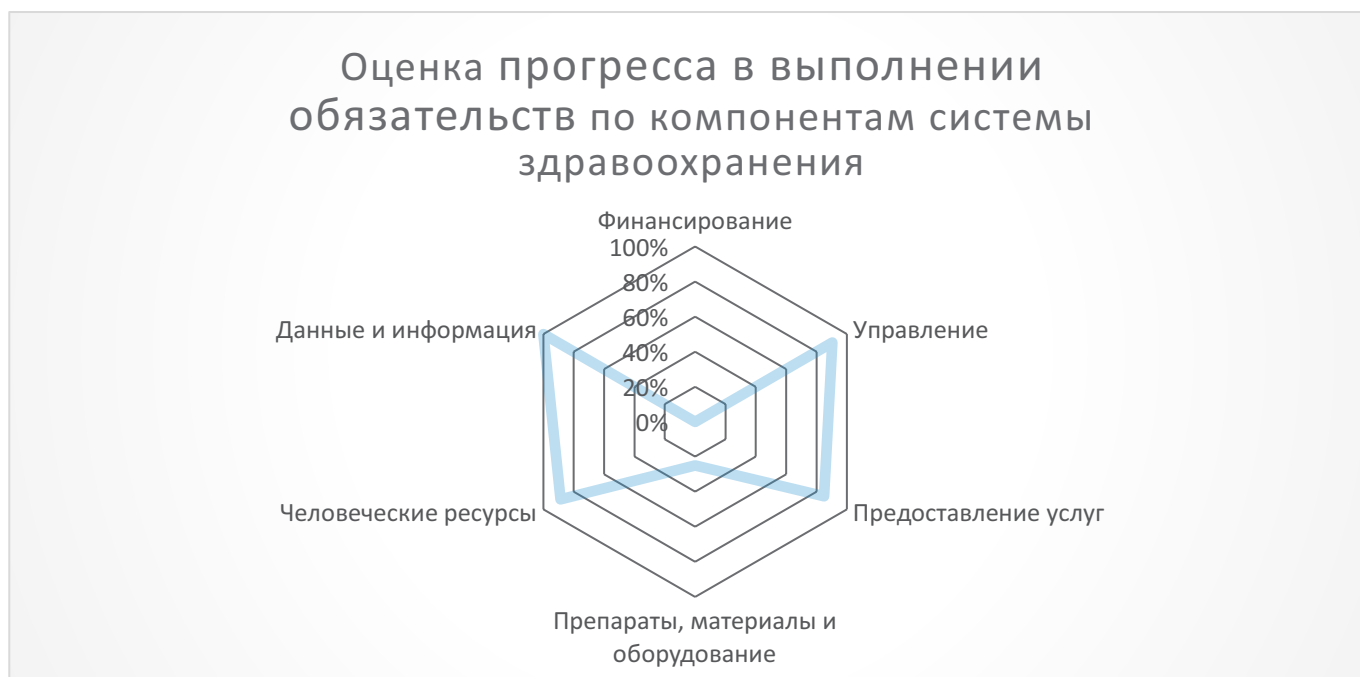 Оценка прогресса в выполнении
обязательств по компонентам системы
здравоохранения
Финансирование
100%
80%
60%
40%
20%
0%
Данные и информация
Управление
Человеческие ресурсы
Предоставление услуг
Препараты, материалы и
оборудование